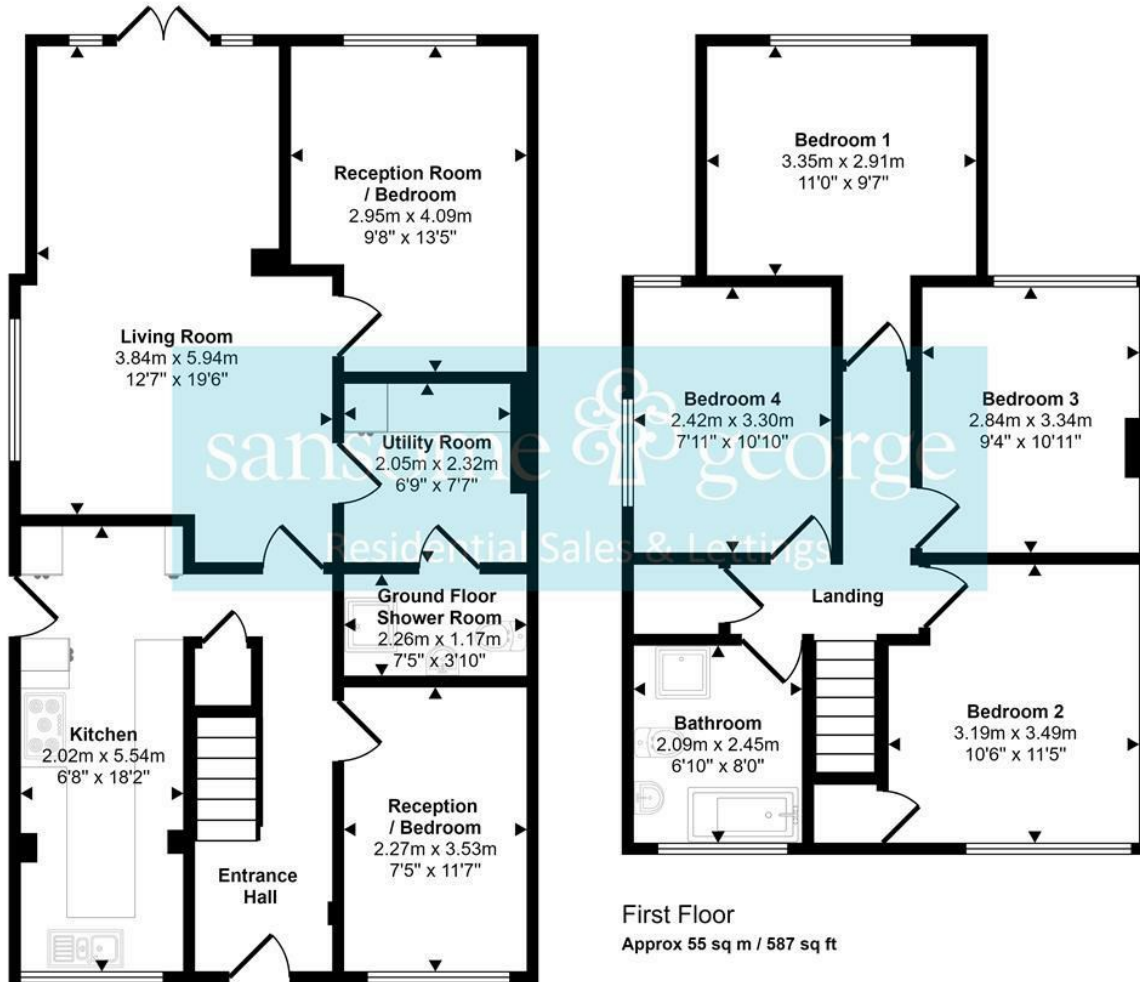 Reception Room
/ Bedroom
2.95m x 4.09m
9'8" x 13'5"
Living Room
3.84m x 5.94m
12'7" x 19'6"
Utility Room
2.05m x 2.32m
6'9" x 7'7"
Ground Floor
Shower Room
2.26m x 1.17m
7'5" x 3'10"
Kitchen
2.02m x 5.54m
6'8" x 18'2"
Reception
/ Bedroom
2.27m x 3.53m
7'5" x 11'7"
Entrance
Hall
Bedroom 1
3.35m x 2.91m
11'0" x 9'7"
Bedroom 4
2.42m x 3.30m
7'11" x 10'10"
Bedroom 3
2.84m x 3.34m
9'4" x 10'11"
Landing
Bathroom
2.09m x 2.45m
6'10" x 8'0"
Bedroom 2
3.19m x 3.49m
10'6" x 11'5"
First Floor
Approx 55 sq m / 587 sq ft
sansome george
Residential Sales & Lettings